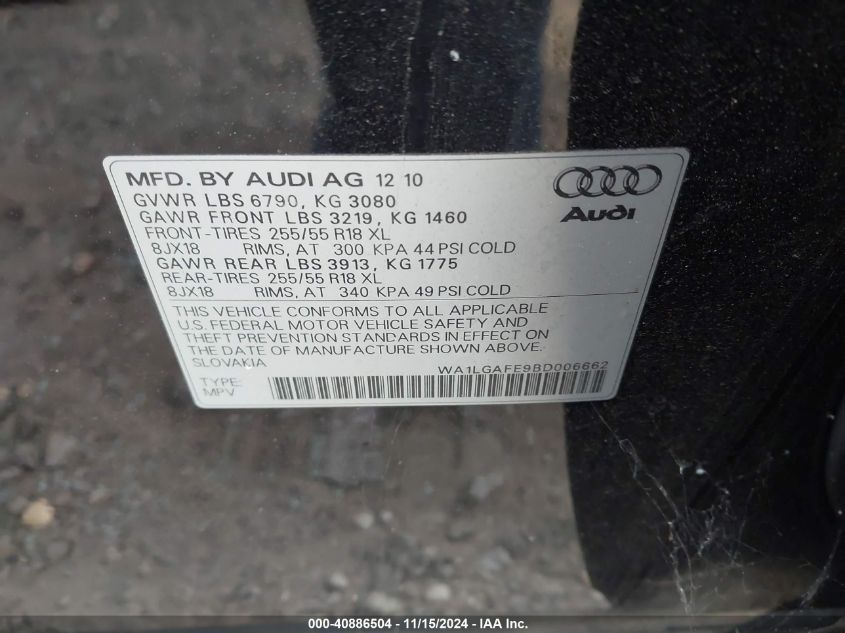 MFD. BY AUDI AG 12 10
GVWR LBS 6790, KG 3080
GAWR FRONT LBS 3219, KG 1460
FRONT-TIRES 255/55 R18 XL
8JX18 RIMS, AT 300 KPA 44 PSI COLD
GAWR REAR LBS 3913, KG 1775
REAR-TIRES 255/55 R18 XL
8JX18 RIMS, AT 340 KPA 49 PSI COLD
Audi
THIS VEHICLE CONFORMS TO ALL APPLICABLE
U.S. FEDERAL MOTOR VEHICLE SAFETY AND
THEFT PREVENTION STANDARDS IN EFFECT ON
THE DATE OF MANUFACTURE SHOWN ABOVE.
SLOVAKIA
WA1LGAFE9BD006662
TYPE:
MPV
000-40886504 - 11/15/2024 - IAA Inc.